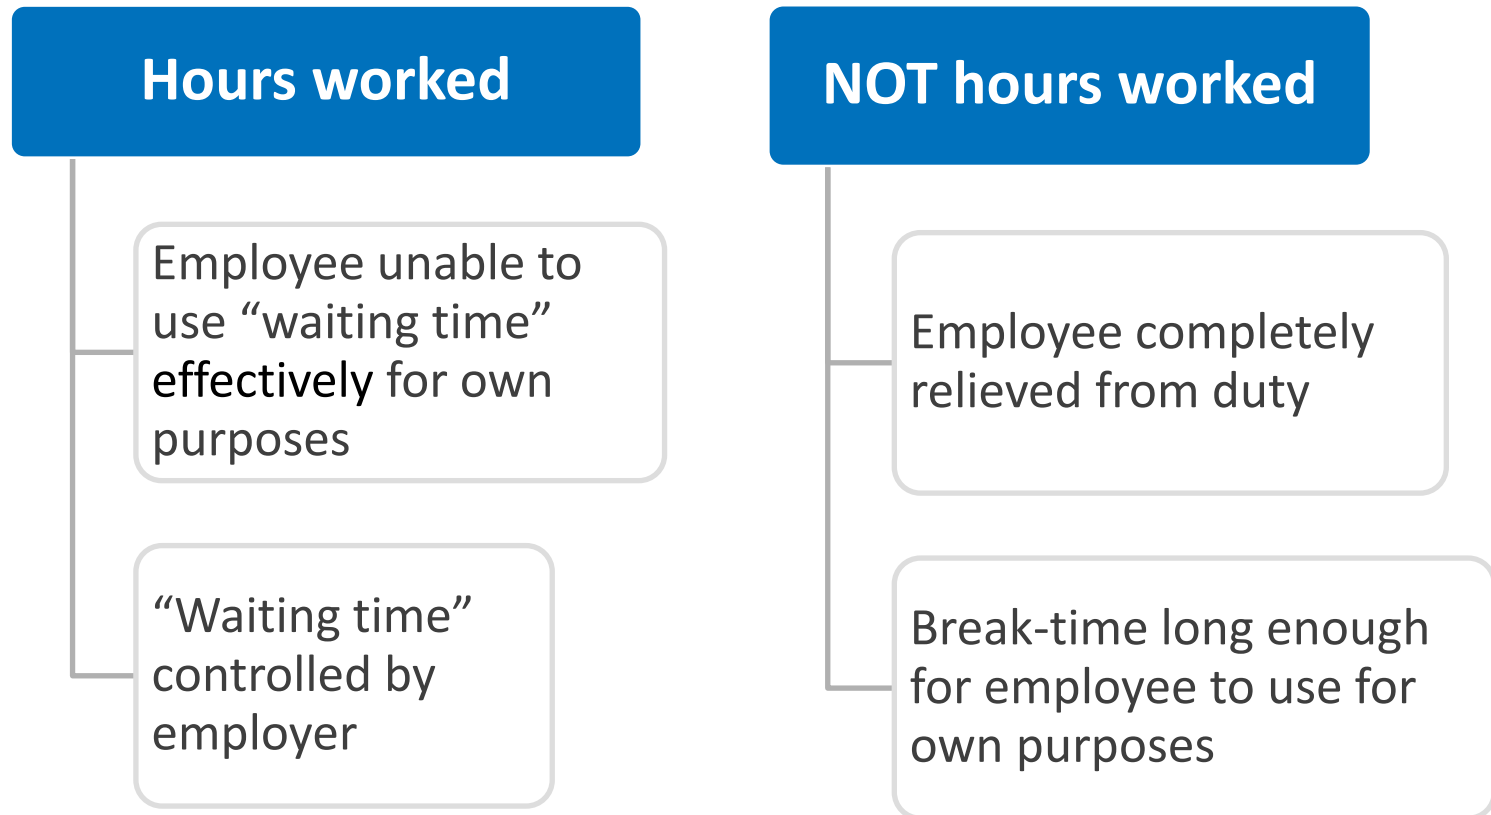 Hours worked
Employee unable to
use “waiting time”
effectively for own
purposes
“Waiting time”
controlled by
employer
NOT hours worked
Employee completely
relieved from duty
Break-time long enough
for employee to use for
own purposes